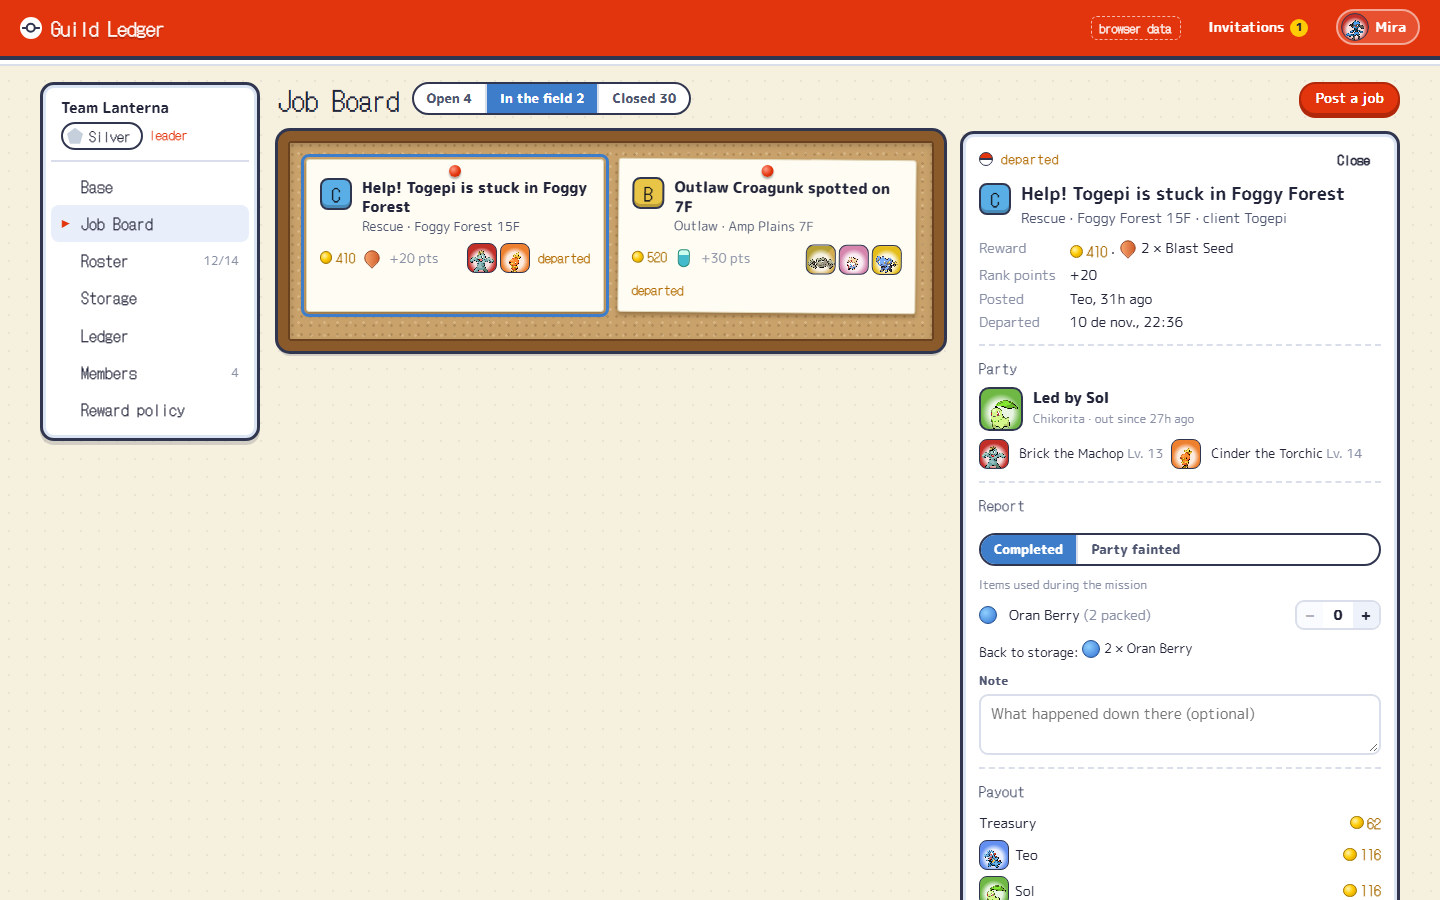 Guild Ledger
browser data
Invitations 1
Mira
Team Lanterna
Silver
leader
Base
Job Board
Roster 12/14
Storage
Ledger
Members 4
Reward policy
Job Board
Open 4
In the field 2
Closed 30
Post a job
C
Help! Togepi is stuck in Foggy
Forest
Rescue · Foggy Forest 15F
410
+20 pts
departed
B
Outlaw Croagunk spotted on
7F
Outlaw · Amp Plains 7F
520
+30 pts
departed
departed
Close
C
Help! Togepi is stuck in Foggy Forest
Rescue · Foggy Forest 15F · client Togepi
Reward 410 · 2 × Blast Seed
Rank points +20
Posted Teo, 31h ago
Departed 10 de nov., 22:36
Party
Led by Sol
Chikorita · out since 27h ago
Brick the Machop Lv. 13
Cinder the Torchic Lv. 14
Report
Completed
Party fainted
Items used during the mission
Oran Berry (2 packed)
− 0 +
Back to storage: 2 × Oran Berry
Note
What happened down there (optional)
Payout
Treasury 62
Teo 116
Sol 116